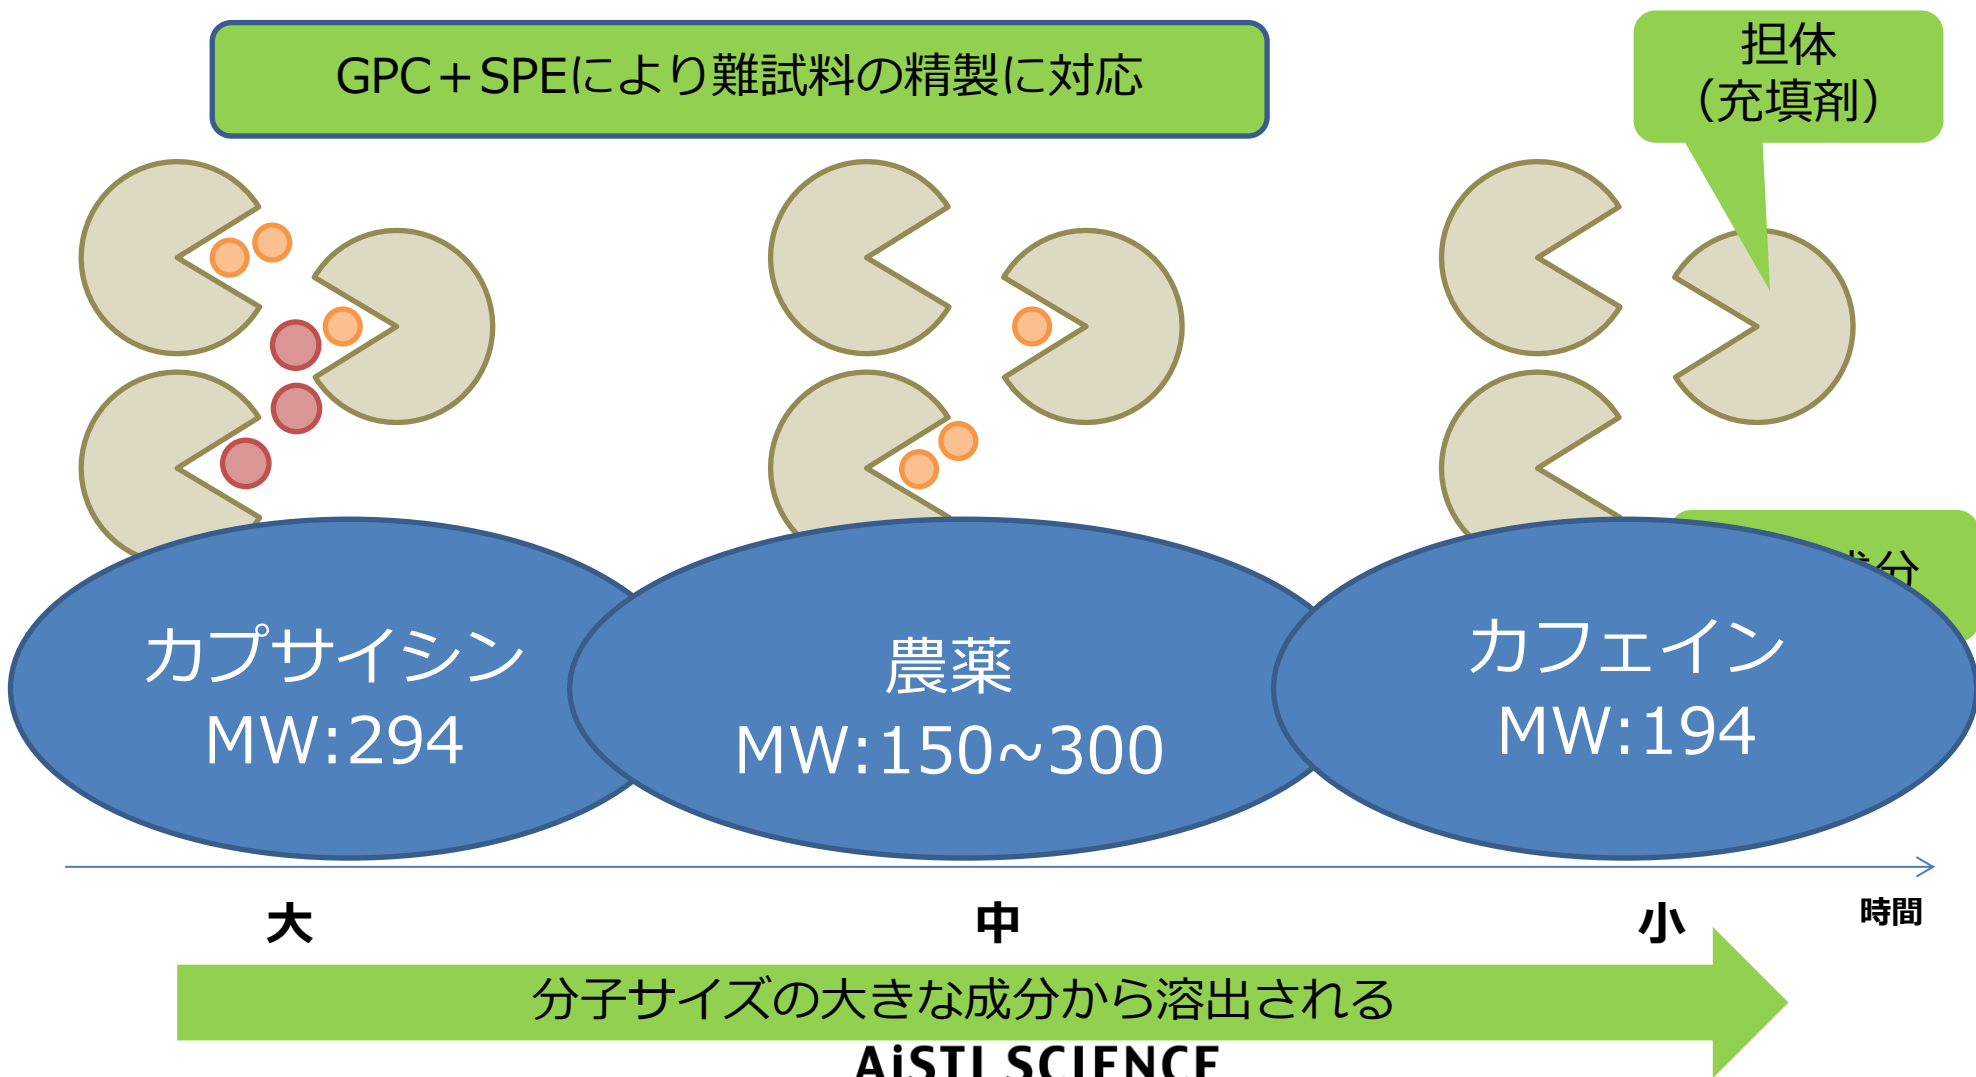 GPC+SPEにより難試料の精製に対応
担体
(充填剤)
分
カプサイシン
MW:294
農薬
MW:150~300
カフェイン
MW:194
大
中
小
時間
分子サイズの大きな成分から溶出される
AiSTI SCIENCE